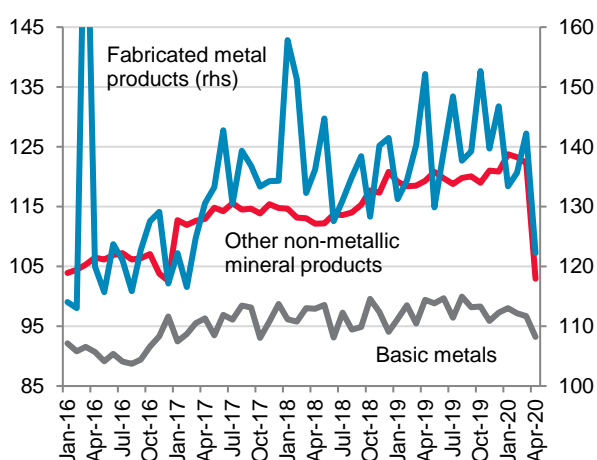 145
160
Fabricated metal
products (rhs)
135
150
125
140
115
130
Other non-metallic
mineral products
105
120
95
110
Basic metals
85
100
Jan-16
Apr-16
Jul-16
Oct-16
Jan-17
Apr-17
Jul-17
Oct-17
Jan-18
Apr-18
Jul-18
Oct-18
Jan-19
Apr-19
Jul-19
Oct-19
Jan-20
Apr-20